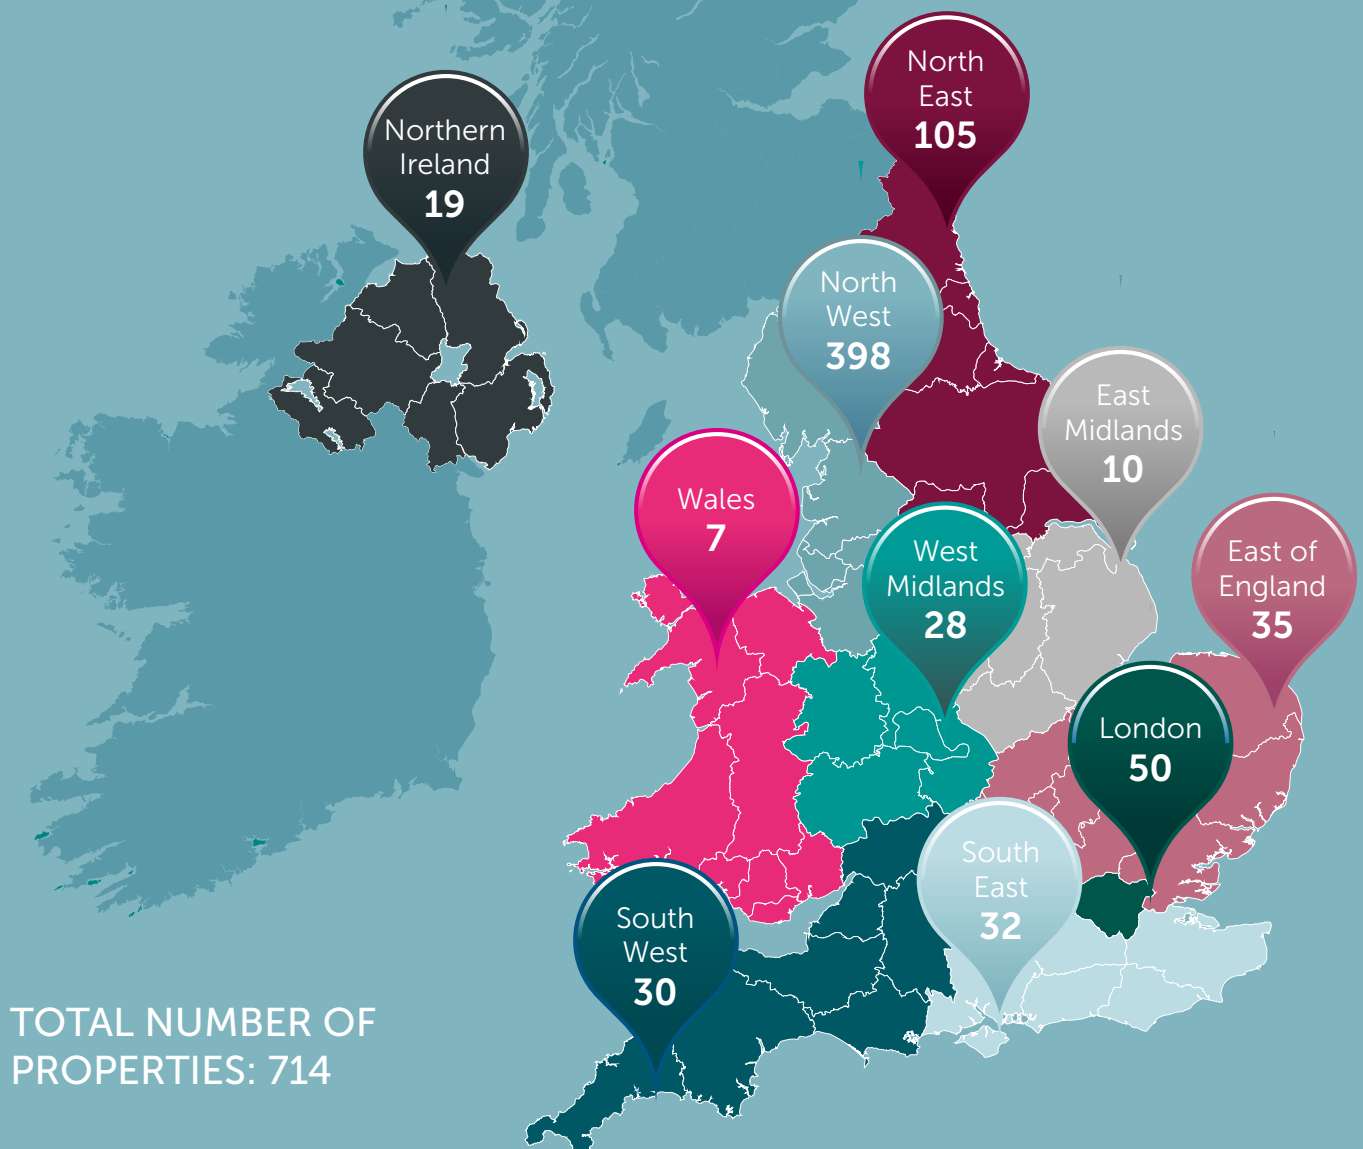 North
East
105
Northern
Ireland
19
North
West
398
East
Midlands
10
Wales
7
West
Midlands
28
East of
England
35
London
50
South
East
32
South
West
30
TOTAL NUMBER OF
PROPERTIES: 714